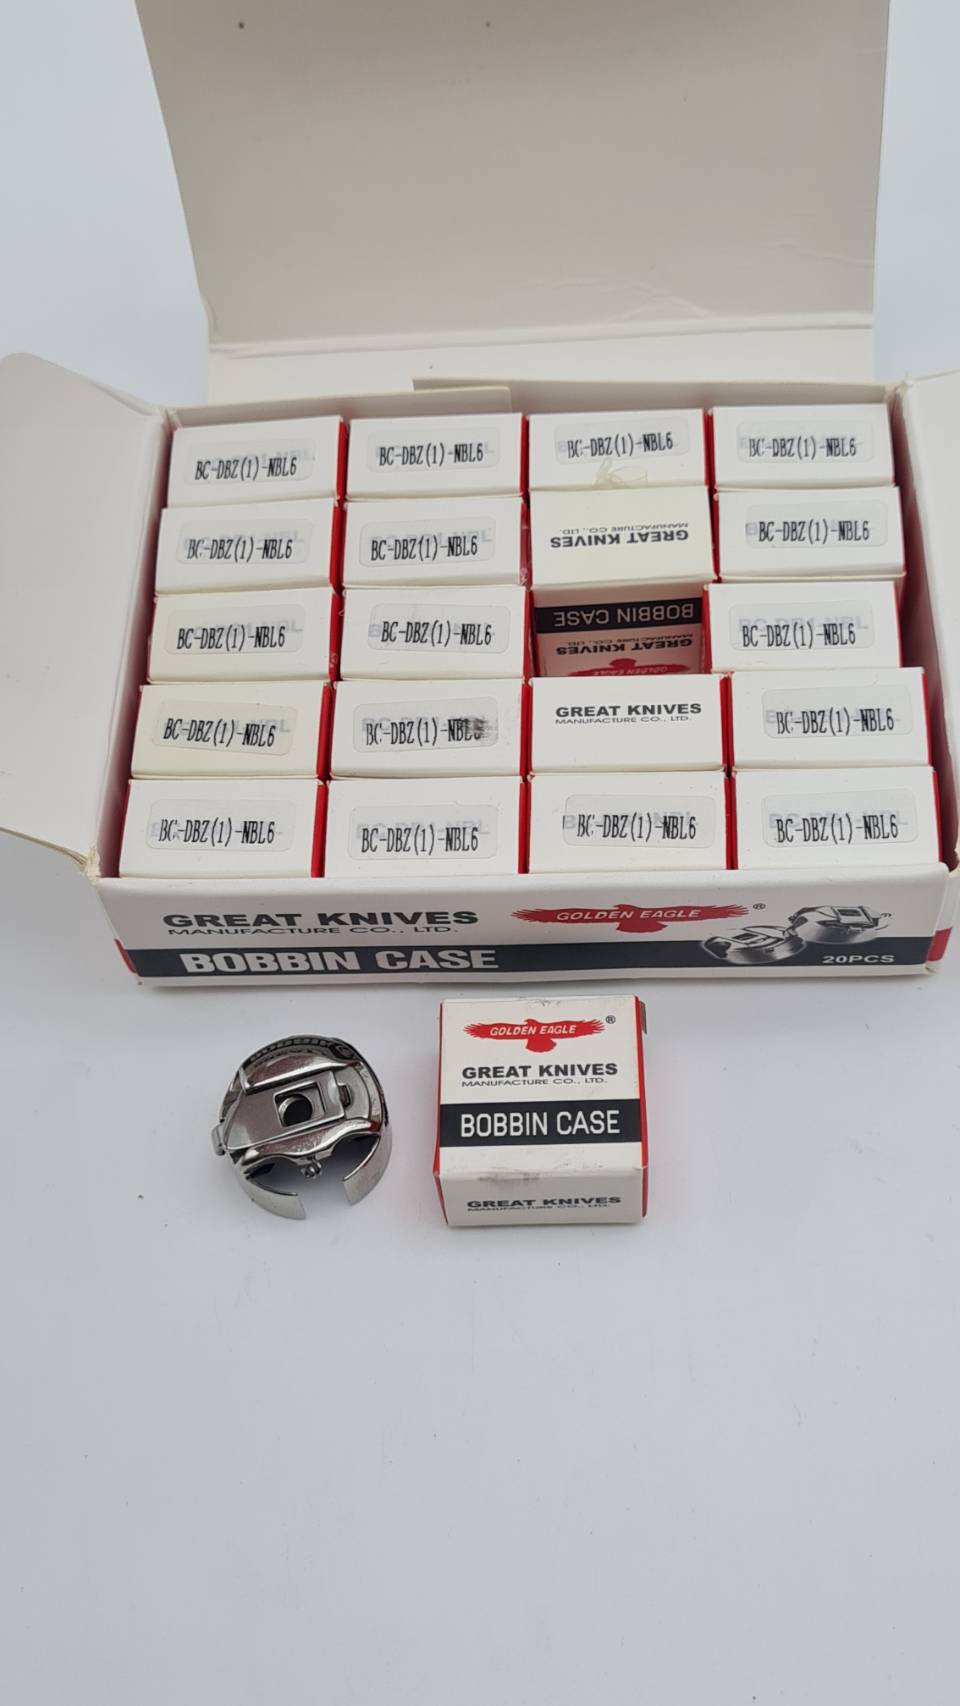 BC-DBZ(1)-NBL6
BC-DBZ(1)-NBL6
BC-DBZ(1)-NBL6
BC-DBZ(1)-NBL6
BC-DBZ(1)-NBL6
BC-DBZ(1)-NBL6
GREAT KNIVES
MANUFACTURE CO., LTD.
BC-DBZ(1)-NBL6
BC-DBZ(1)-NBL6
BC-DBZ(1)-NBL6
BOBBIN CASE
GREAT KNIVES
MANUFACTURE CO., LTD.
GOLDEN EAGLE
BC-DBZ(1)-NBL6
BC-DBZ(1)-NBL6
BC-DBZ(1)-NBL6
GREAT KNIVES
MANUFACTURE CO., LTD.
BC-DBZ(1)-NBL6
BC-DBZ(1)-NBL6
BC-DBZ(1)-NBL6
BC-DBZ(1)-NBL6
BC-DBZ(1)-NBL6
GREAT KNIVES
MANUFACTURE CO., LTD.
GOLDEN EAGLE ®
BOBBIN CASE
20PCS
GOLDEN EAGLE ®
GREAT KNIVES
MANUFACTURE CO., LTD.
BOBBIN CASE
GREAT KNIVES
MANUFACTURE CO., LTD.